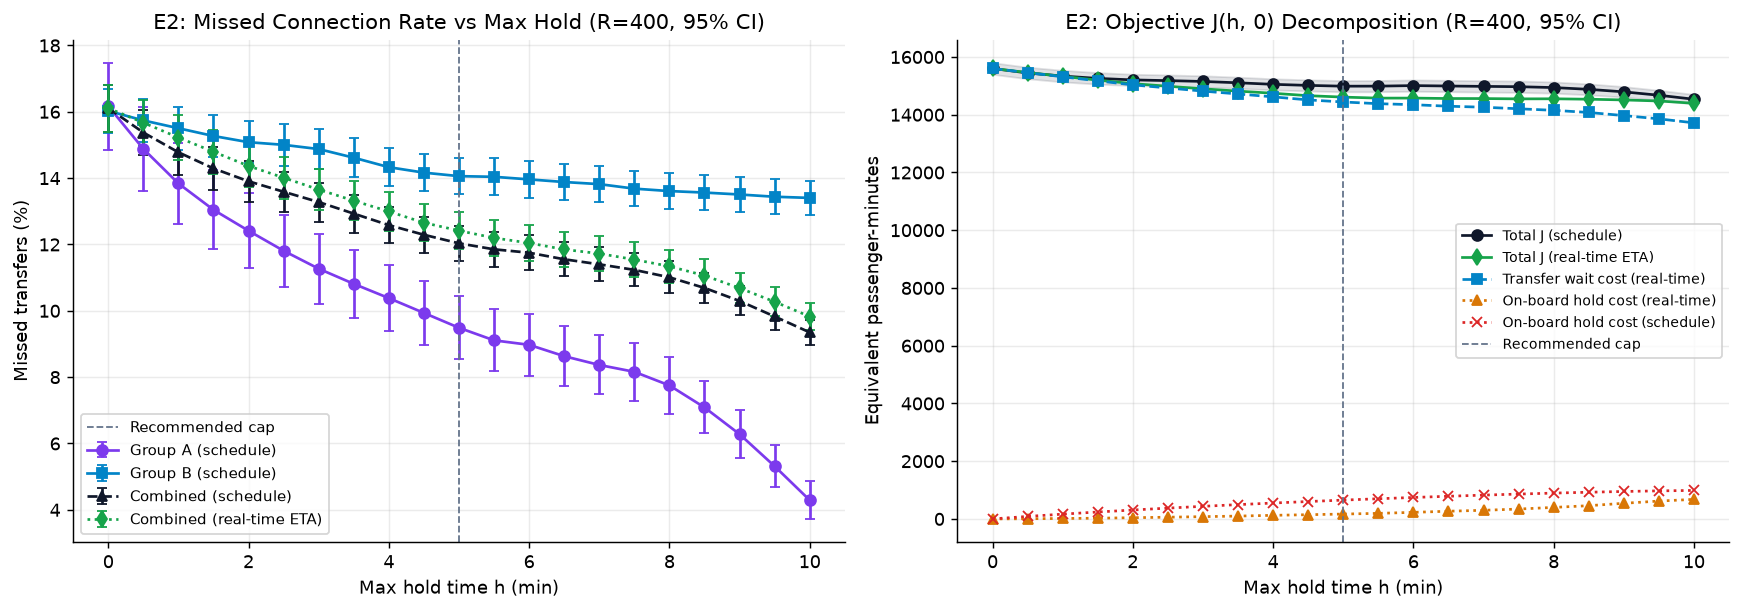 E2: Missed Connection Rate vs Max Hold (R=400, 95% CI)
18
16
14
12
10
8
6
4
Missed transfers (%)
Recommended cap
Group A (schedule)
Group B (schedule)
Combined (schedule)
Combined (real-time ETA)
0 2 4 6 8 10
Max hold time h (min)
E2: Objective J(h, 0) Decomposition (R=400, 95% CI)
16000
14000
12000
10000
8000
6000
4000
2000
0
Equivalent passenger-minutes
Total J (schedule)
Total J (real-time ETA)
Transfer wait cost (real-time)
On-board hold cost (real-time)
On-board hold cost (schedule)
Recommended cap
0 2 4 6 8 10
Max hold time h (min)